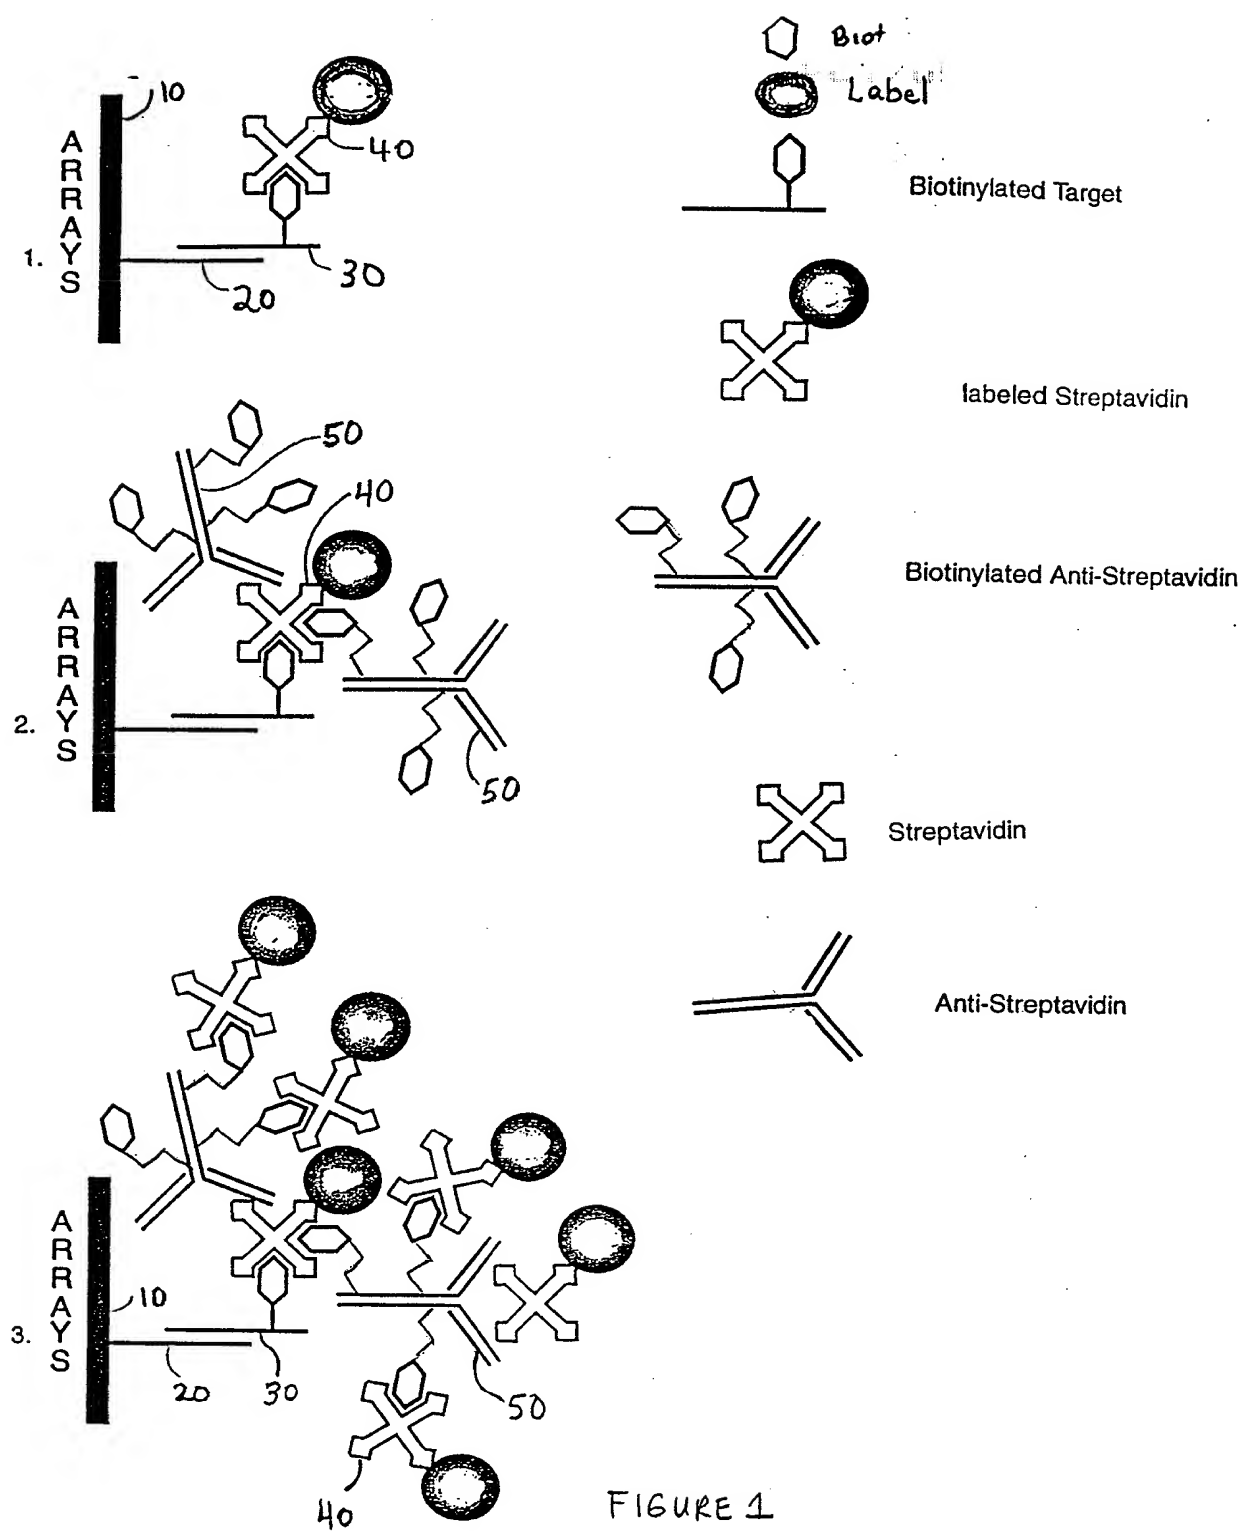 Biot
Label
10
40
ARRAYS
1.
20
30
Biotinylated Target
labeled Streptavidin
50
40
ARRAYS
2.
50
Biotinylated Anti-Streptavidin
Streptavidin
Anti-Streptavidin
ARRAYS
10
3.
20
30
50
40
FIGURE 1